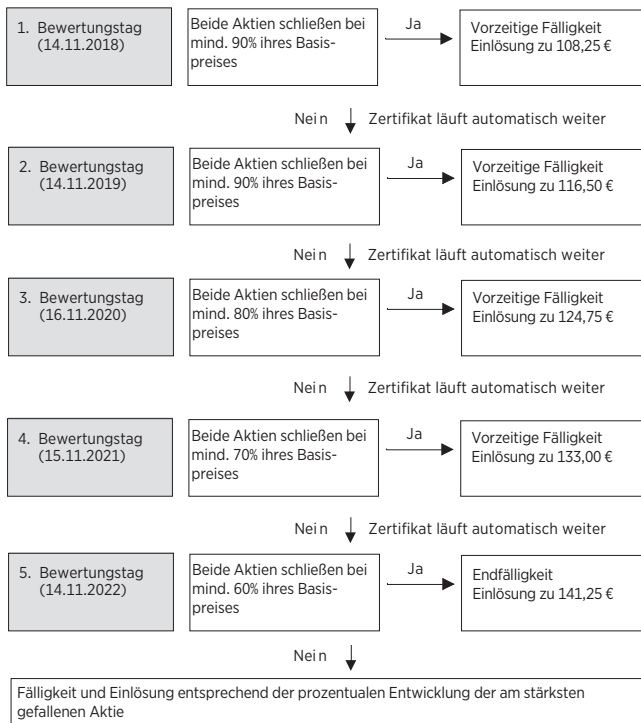 1. Bewertungstag
(14.11.2018)
Beide Aktien schließen bei
mind. 90% ihres Basis-
preises
Ja
Vorzeitige Fälligkeit
Einlösung zu 108,25 €
Nein
Zertifikat läuft automatisch weiter
2. Bewertungstag
(14.11.2019)
Beide Aktien schließen bei
mind. 90% ihres Basis-
preises
Ja
Vorzeitige Fälligkeit
Einlösung zu 116,50 €
Nein
Zertifikat läuft automatisch weiter
3. Bewertungstag
(16.11.2020)
Beide Aktien schließen bei
mind. 80% ihres Basis-
preises
Ja
Vorzeitige Fälligkeit
Einlösung zu 124,75 €
Nein
Zertifikat läuft automatisch weiter
4. Bewertungstag
(15.11.2021)
Beide Aktien schließen bei
mind. 70% ihres Basis-
preises
Ja
Vorzeitige Fälligkeit
Einlösung zu 133,00 €
Nein
Zertifikat läuft automatisch weiter
5. Bewertungstag
(14.11.2022)
Beide Aktien schließen bei
mind. 60% ihres Basis-
preises
Ja
Endfälligkeit
Einlösung zu 141,25 €
Nein
Fälligkeit und Einlösung entsprechend der prozentualen Entwicklung der am stärksten
gefallenen Aktie